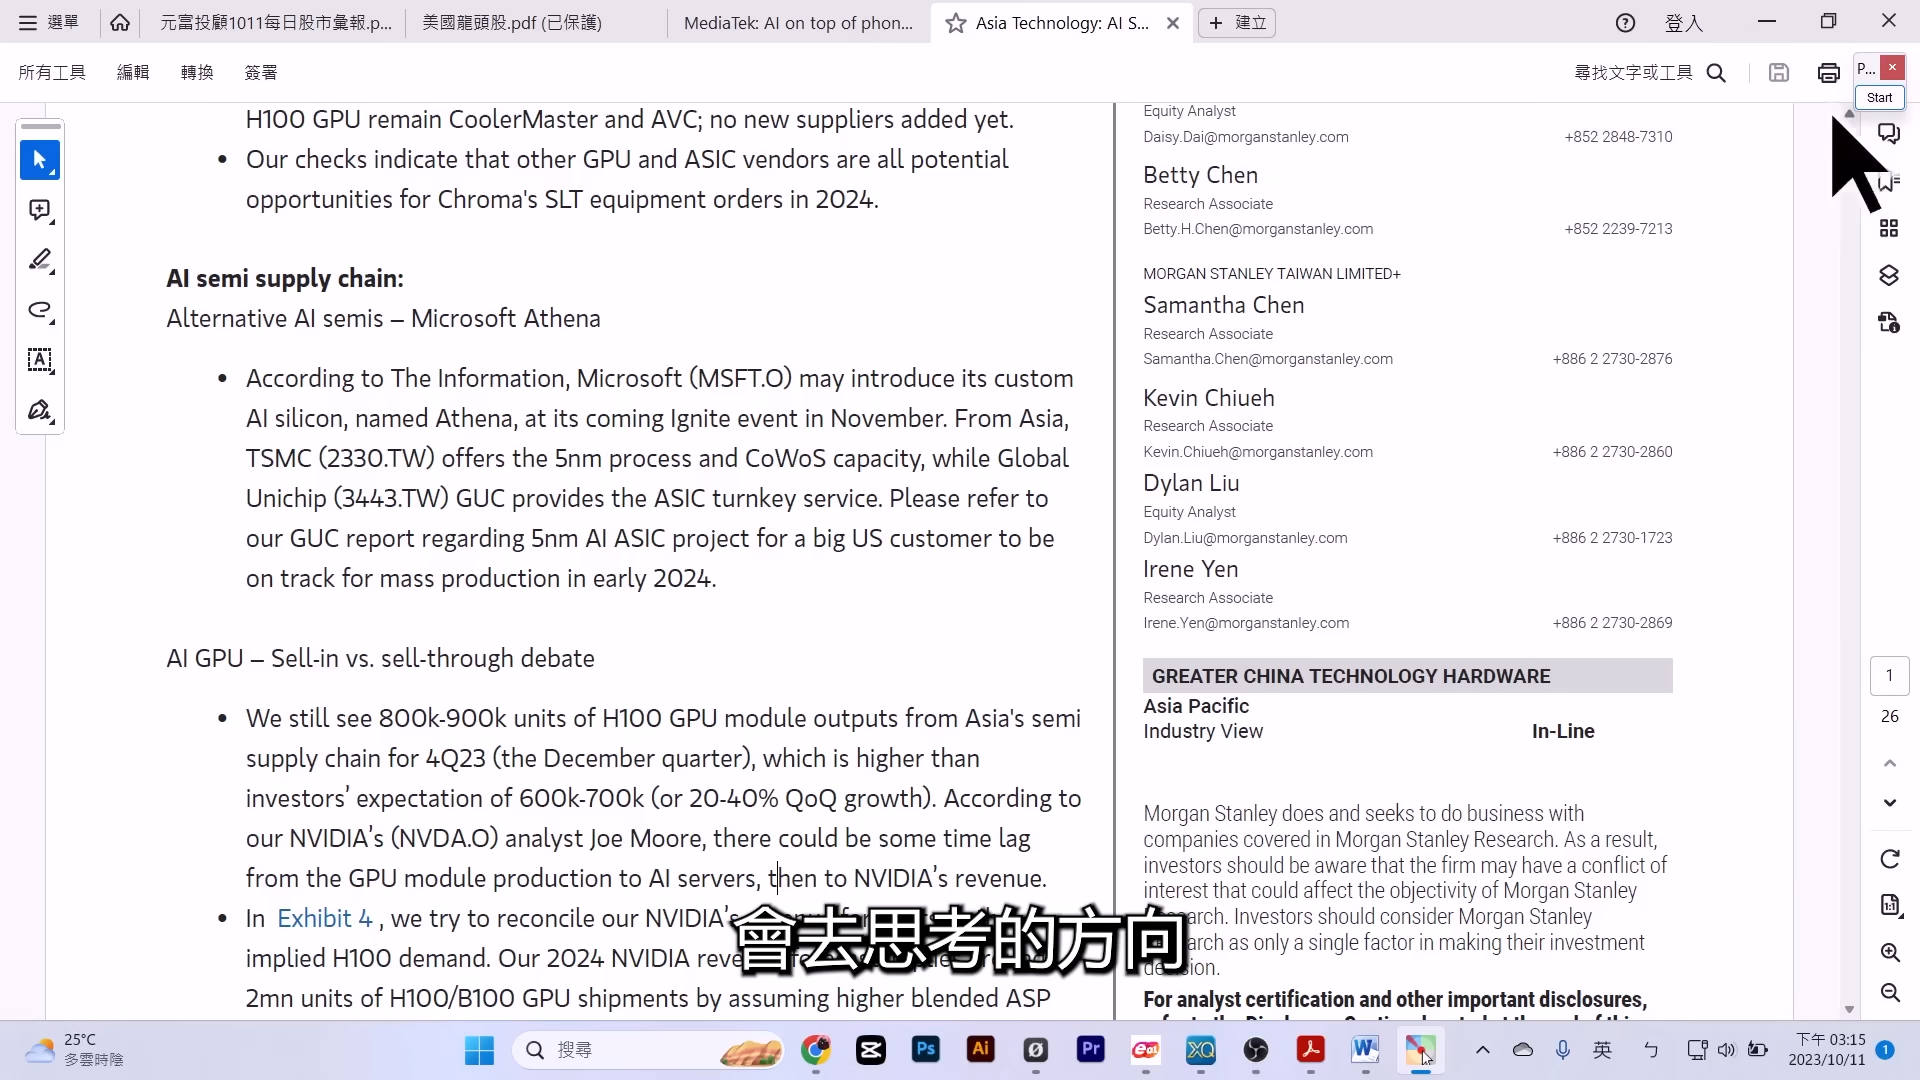 選單
元富投顧1011每日股市彙報.p...
美國龍頭股.pdf (已保護)
MediaTek: AI on top of phon...
Asia Technology: AI S...
建立
登入
所有工具
編輯
轉換
簽署
尋找文字或工具
P...
Start
H100 GPU remain CoolerMaster and AVC; no new suppliers added yet.
• Our checks indicate that other GPU and ASIC vendors are all potential
opportunities for Chroma's SLT equipment orders in 2024.
AI semi supply chain:
Alternative AI semis – Microsoft Athena
• According to The Information, Microsoft (MSFT.O) may introduce its custom
AI silicon, named Athena, at its coming Ignite event in November. From Asia,
TSMC (2330.TW) offers the 5nm process and CoWoS capacity, while Global
Unichip (3443.TW) GUC provides the ASIC turnkey service. Please refer to
our GUC report regarding 5nm AI ASIC project for a big US customer to be
on track for mass production in early 2024.
AI GPU – Sell-in vs. sell-through debate
• We still see 800k-900k units of H100 GPU module outputs from Asia's semi
supply chain for 4Q23 (the December quarter), which is higher than
investors’ expectation of 600k-700k (or 20-40% QoQ growth). According to
our NVIDIA’s (NVDA.O) analyst Joe Moore, there could be some time lag
from the GPU module production to AI servers, then to NVIDIA’s revenue.
• In Exhibit 4 , we try to reconcile our NVIDIA’s
implied H100 demand. Our 2024 NVIDIA
2mn units of H100/B100 GPU shipments by assuming higher blended ASP
Equity Analyst
Daisy.Dai@morganstanley.com +852 2848-7310
Betty Chen
Research Associate
Betty.H.Chen@morganstanley.com +852 2239-7213
MORGAN STANLEY TAIWAN LIMITED+
Samantha Chen
Research Associate
Samantha.Chen@morganstanley.com +886 2 2730-2876
Kevin Chiueh
Research Associate
Kevin.Chiueh@morganstanley.com +886 2 2730-2860
Dylan Liu
Equity Analyst
Dylan.Liu@morganstanley.com +886 2 2730-1723
Irene Yen
Research Associate
Irene.Yen@morganstanley.com +886 2 2730-2869
GREATER CHINA TECHNOLOGY HARDWARE
Asia Pacific
Industry View In-Line
Morgan Stanley does and seeks to do business with
companies covered in Morgan Stanley Research. As a result,
investors should be aware that the firm may have a conflict of
interest that could affect the objectivity of Morgan Stanley
Investors should consider Morgan Stanley
as only a single factor in making their investment
For analyst certification and other important disclosures,
會去思考的方向
1
26
25°C
多雲時陰
搜尋
Ps
Ai
Pr
XQ
W
英
ㄅ
下午 03:15
2023/10/11
1